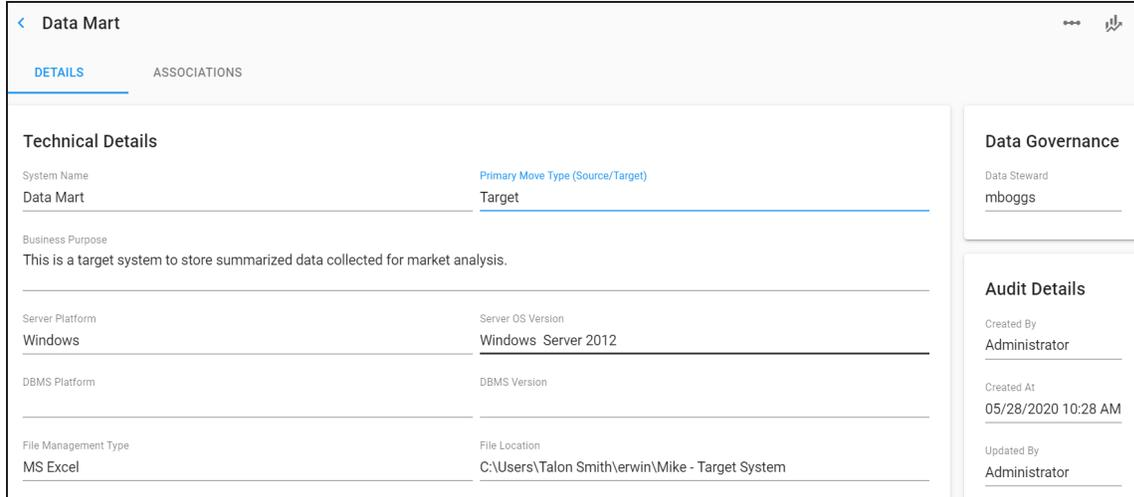 Data Mart
DETAILS ASSOCIATIONS
Technical Details
System Name
Data Mart
Primary Move Type (Source/Target)
Target
Business Purpose
This is a target system to store summarized data collected for market analysis.
Server Platform
Windows
Server OS Version
Windows  Server 2012
DBMS Platform
DBMS Version
File Management Type
MS Excel
File Location
C:\Users\Talon Smith\erwin\Mike - Target System
Data Governance
Data Steward
mboggs
Audit Details
Created By
Administrator
Created At
05/28/2020 10:28 AM
Updated By
Administrator